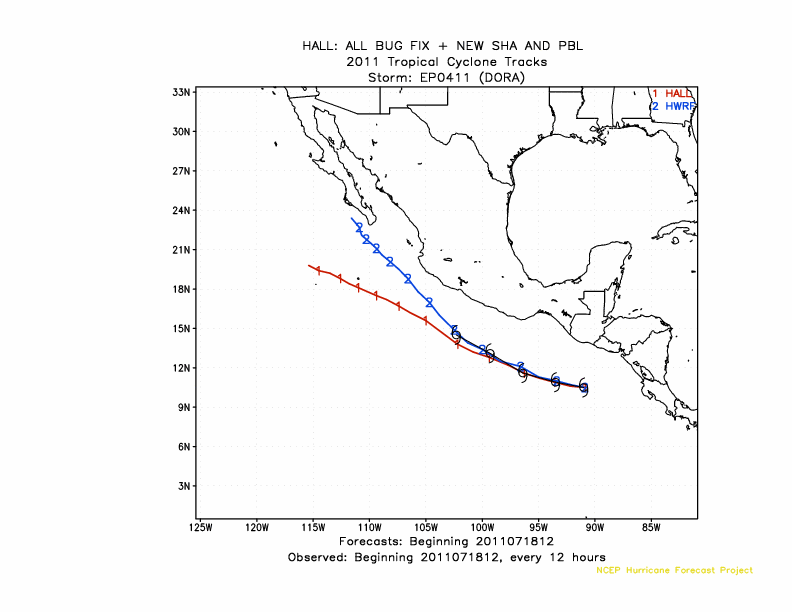 HALL: ALL BUG FIX + NEW SHA AND PBL
2011 Tropical Cyclone Tracks
Storm: EP0411 (DORA)
1 HALL
2 HWRF
33N
30N
27N
24N
21N
18N
15N
12N
9N
6N
3N
125W 120W 115W 110W 105W 100W 95W 90W 85W
Forecasts: Beginning 2011071812
Observed: Beginning 2011071812, every 12 hours
NCEP Hurricane Forecast Project